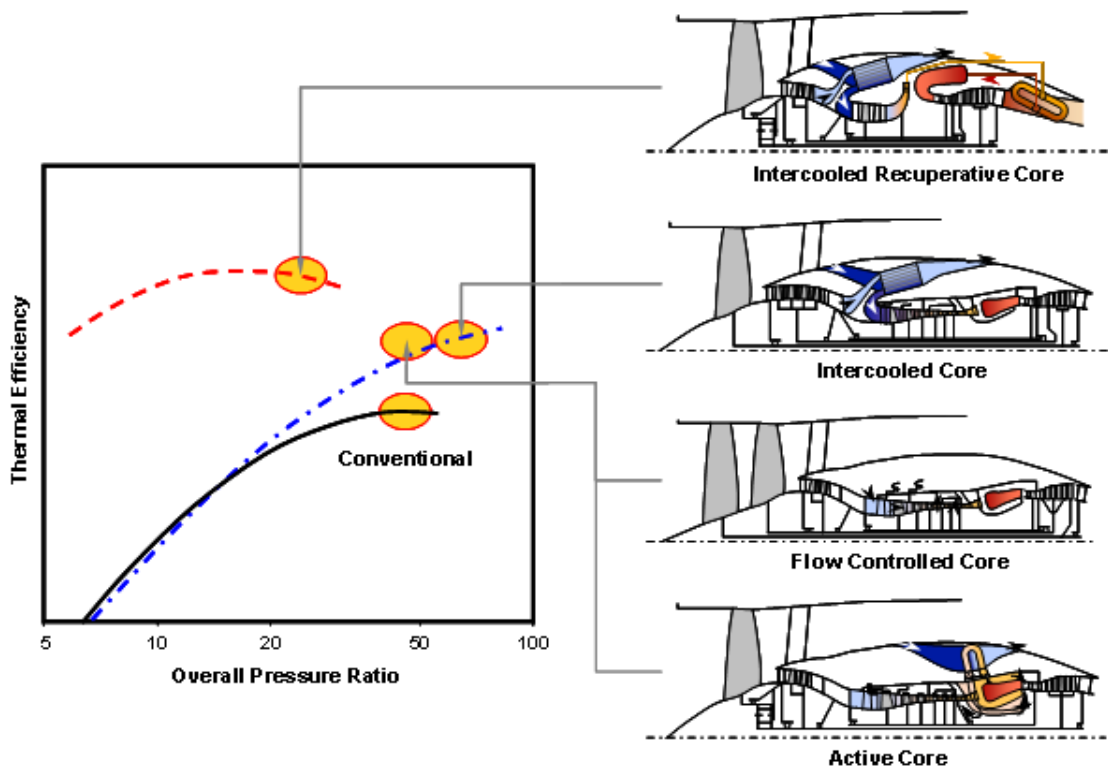 Intercooled Recuperative Core
Intercooled Core
Flow Controlled Core
Active Core
Thermal Efficiency
Conventional
5
10
20
50
100
Overall Pressure Ratio